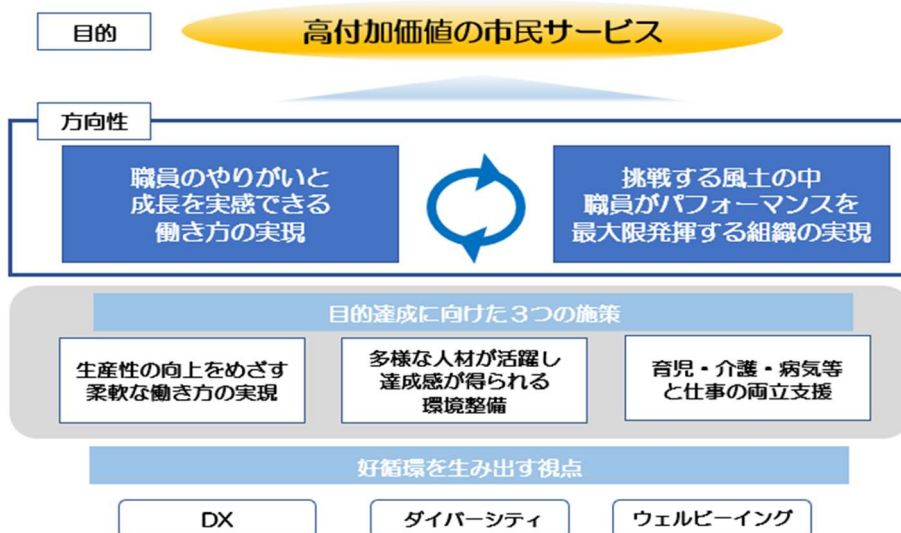 目的
高付加価値の市民サービス
方向性
職員のやりがいと
成長を実感できる
働き方の実現
挑戦する風土の中
職員がパフォーマンスを
最大限発揮する組織の実現
目的達成に向けた３つの施策
生産性の向上をめざす
柔軟な働き方の実現
多様な人材が活躍し
達成感が得られる
環境整備
育児・介護・病気等
と仕事の両立支援
好循環を生み出す視点
DX
ダイバーシティ
ウェルビーイング